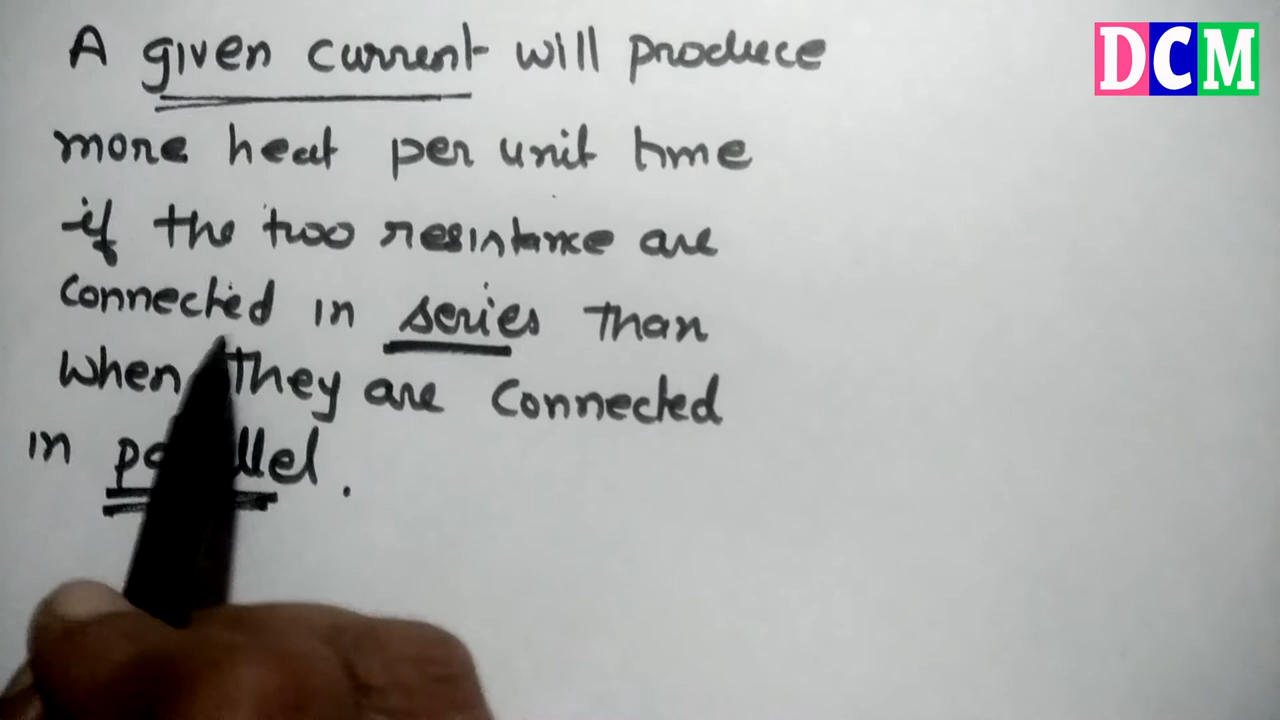 A given current will produce
more heat per unit time
if the two resistance are
connected in series than
when they are connected
in parallel.
DCM